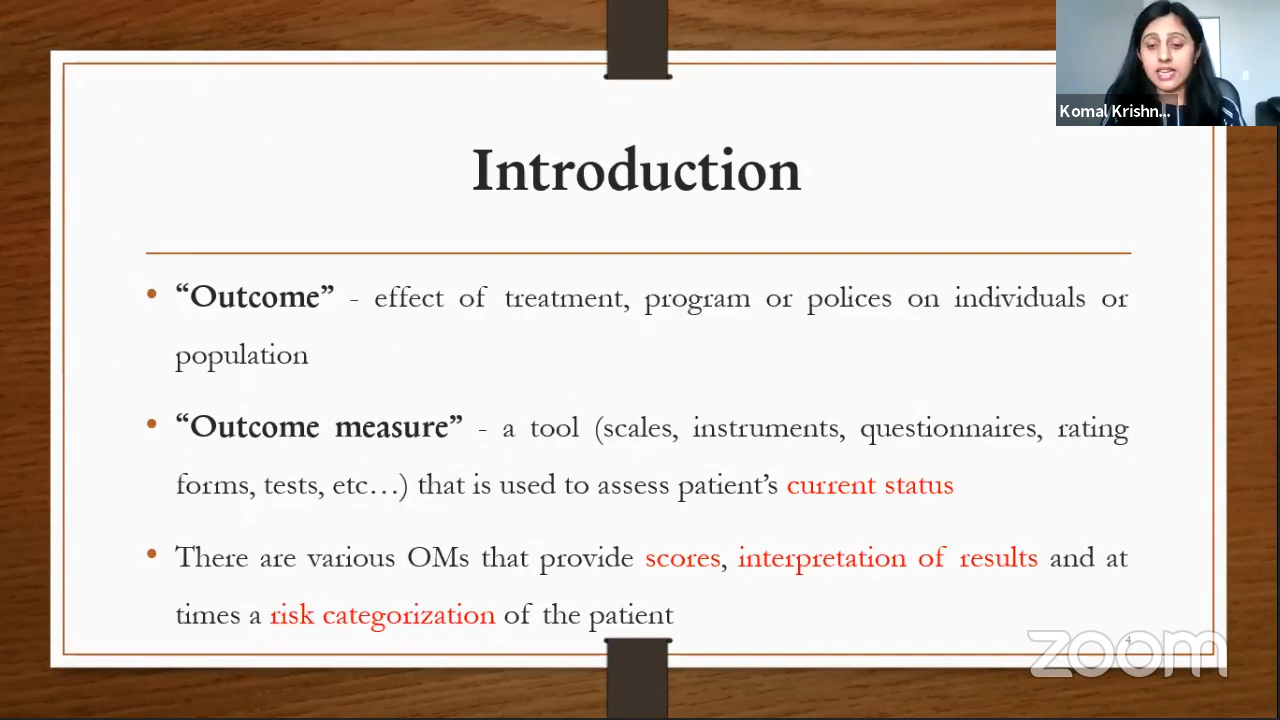 Komal Krishn...
Introduction
• “Outcome” - effect of treatment, program or polices on individuals or
population
• “Outcome measure” - a tool (scales, instruments, questionnaires, rating
forms, tests, etc…) that is used to assess patient’s current status
• There are various OMs that provide scores, interpretation of results and at
times a risk categorization of the patient
4
zoom